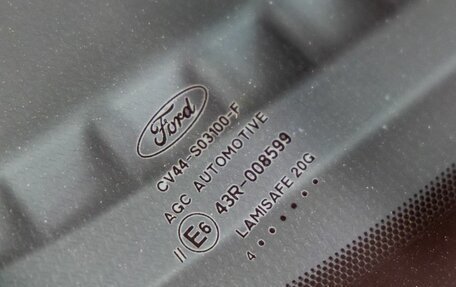 Ford
CV44-S03100-F
AGC AUTOMOTIVE
II E6 43R-008599
LAMISAFE 20G
4 ● ● ● ● ●